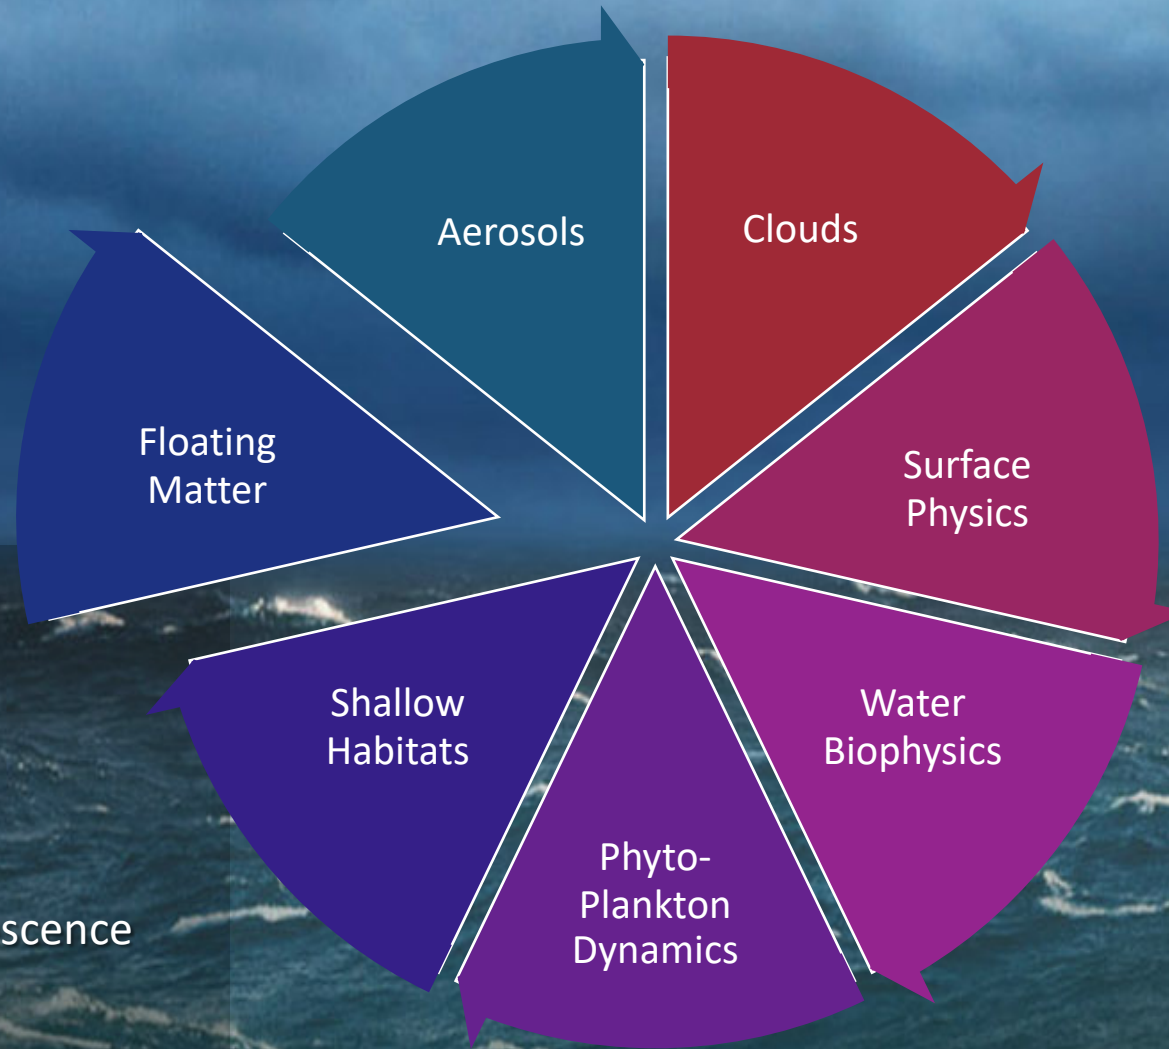 Aerosols
Clouds
Floating
Matter
Surface
Physics
Shallow
Habitats
Water
Biophysics
Phyto-
Plankton
Dynamics
scence